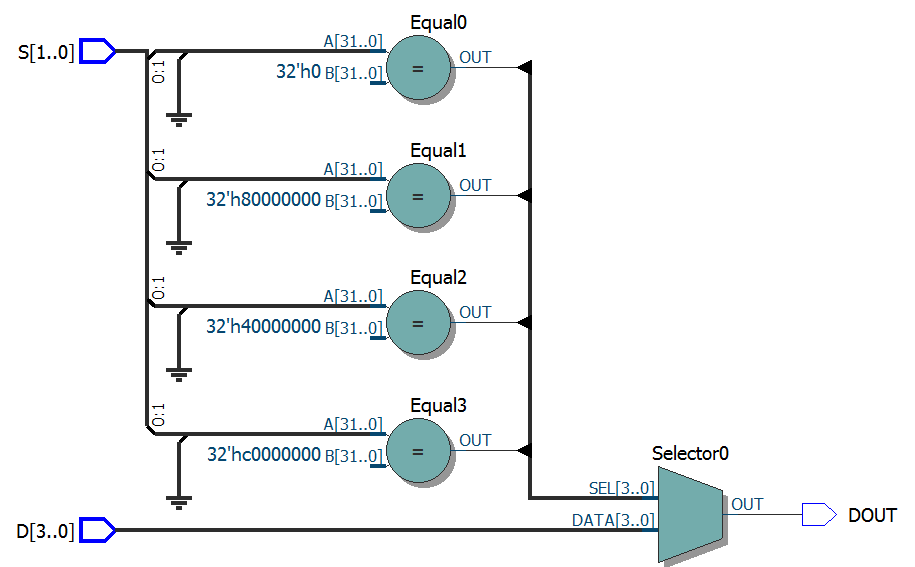 Equal0
S[1..0]
0:1
A[31..0]
32'h0 B[31..0]
=
OUT
Equal1
0:1
A[31..0]
32'h80000000 B[31..0]
=
OUT
Equal2
0:1
A[31..0]
32'h40000000 B[31..0]
=
OUT
Equal3
0:1
A[31..0]
32'hc0000000 B[31..0]
=
OUT
Selector0
SEL[3..0]
OUT
DOUT
D[3..0]
DATA[3..0]